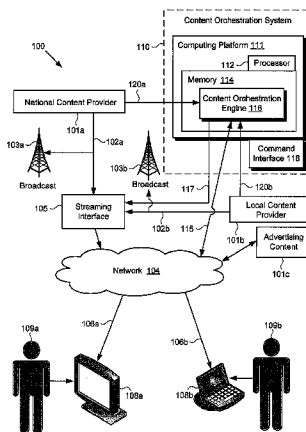 Content Orchestration System
100
110
Computing Platform 111
112
Processor
Memory 114
120a
National Content Provider
Content Orchestration
Engine 116
101a
102a
103a
103b
Command
Interface 118
Broadcast
Broadcast
117
120b
105
Streaming
Interface
Local Content
Provider
102b
115
101b
Advertising
Content
Network 104
101c
106a
106b
109a
109b
108a
108b